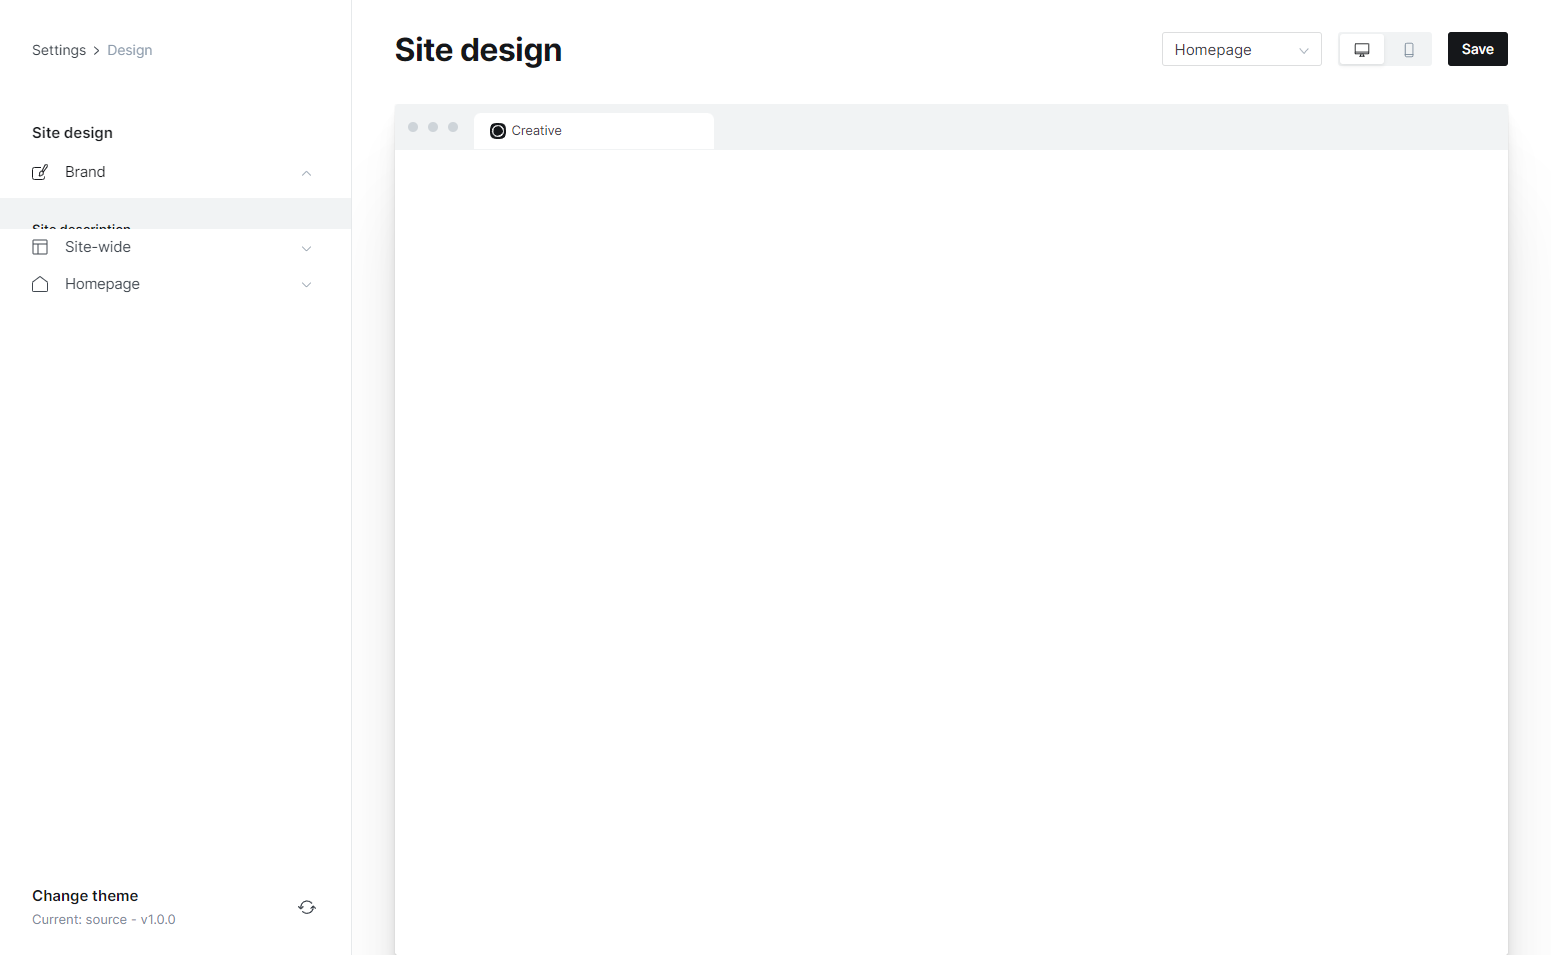 Settings > Design
Site design
Homepage
Save
Creative
Site design
Brand
Site description
Site-wide
Homepage
Change theme
Current: source - v1.0.0